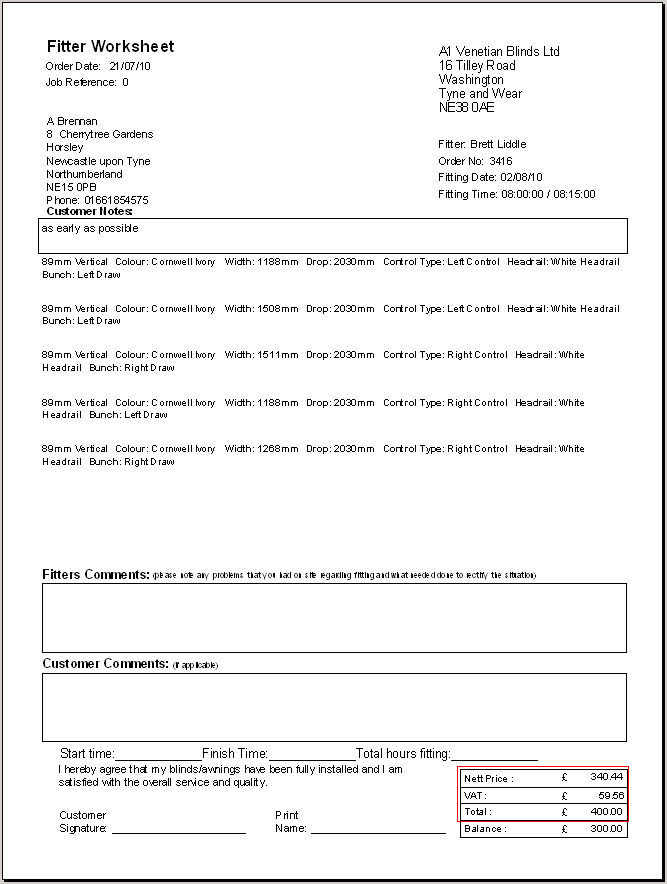 Fitter Worksheet
Order Date: 21/07/10
Job Reference: 0
A1 Venetian Blinds Ltd
16 Tilley Road
Washington
Tyne and Wear
NE38 0AE
A Brennan
8 Cherrytree Gardens
Horsley
Newcastle upon Tyne
Northumberland
NE15 0PB
Phone: 01661854575
Fitter: Brett Liddle
Order No: 3416
Fitting Date: 02/08/10
Fitting Time: 08:00:00 / 08:15:00
Customer Notes:
as early as possible
89mm Vertical Colour: Cornwell Ivory Width: 1188mm Drop: 2030mm Control Type: Left Control Headrail: White Headrail
Bunch: Left Draw
89mm Vertical Colour: Cornwell Ivory Width: 1508mm Drop: 2030mm Control Type: Left Control Headrail: White Headrail
Bunch: Left Draw
89mm Vertical Colour: Cornwell Ivory Width: 1511mm Drop: 2030mm Control Type: Right Control Headrail: White
Headrail Bunch: Right Draw
89mm Vertical Colour: Cornwell Ivory Width: 1188mm Drop: 2030mm Control Type: Right Control Headrail: White
Headrail Bunch: Left Draw
89mm Vertical Colour: Cornwell Ivory Width: 1268mm Drop: 2030mm Control Type: Right Control Headrail: White
Headrail Bunch: Right Draw
Fitters Comments: (please note any problems that you had on site regarding fitting and what needed done to rectify the situation)
Customer Comments: (if applicable)
Start time:______________Finish Time:______________Total hours fitting:______________
I hereby agree that my blinds/awnings have been fully installed and I am
satisfied with the overall service and quality.
Customer
Signature: ______________________
Print
Name: ______________________
Nett Price : £ 340.44
VAT : £ 59.56
Total : £ 400.00
Balance : £ 300.00